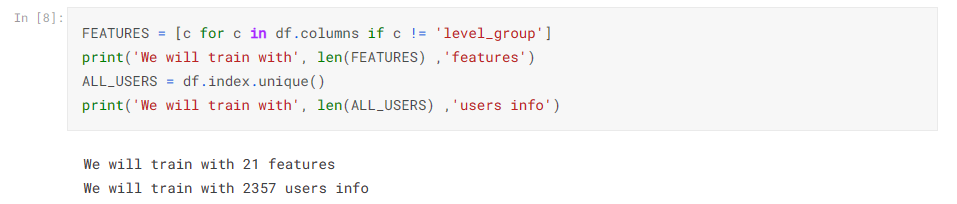 In [8]:
FEATURES = [c for c in df.columns if c != 'level_group']
print('We will train with', len(FEATURES) ,'features')
ALL_USERS = df.index.unique()
print('We will train with', len(ALL_USERS) ,'users info')
We will train with 21 features
We will train with 2357 users info